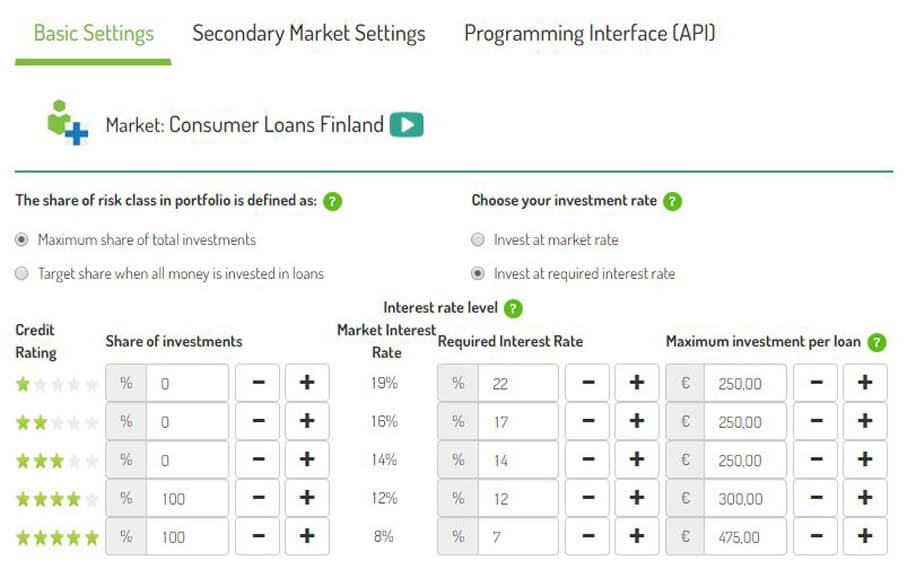 Basic Settings Secondary Market Settings Programming Interface (API)
Market: Consumer Loans Finland
The share of risk class in portfolio is defined as: ? Choose your investment rate ?
Maximum share of total investments Invest at market rate
Target share when all money is invested in loans Invest at required interest rate
Interest rate level ?
Credit Rating Share of investments Market Interest Rate Required Interest Rate Maximum investment per loan ?
% 0 − + 19% % 22 − + € 250,00 − +
% 0 − + 16% % 17 − + € 250,00 − +
% 0 − + 14% % 14 − + € 250,00 − +
% 100 − + 12% % 12 − + € 300,00 − +
% 100 − + 8% % 7 − + € 475,00 − +